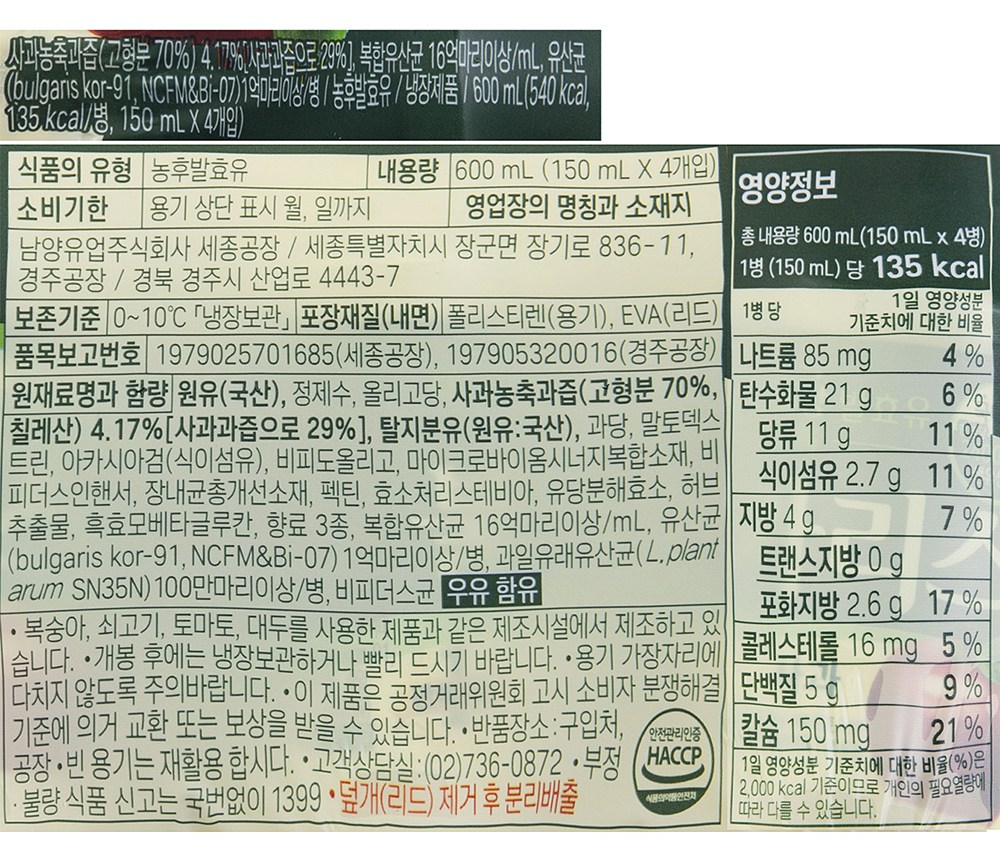 사과농축과즙(고형분 70%) 4.17%[사과과즙으로 29%], 복합유산균 16억마리이상/mL, 유산균
(bulgaris kor-91, NCFM&Bi-07)1억마리이상/병 / 농후발효유 / 냉장제품 / 600 mL(540 kcal,
135 kcal/병, 150 mL X 4개입)
식품의 유형 농후발효유 내용량 600 mL (150 mL X 4개입)
소비기한 용기 상단 표시 월, 일까지 영업장의 명칭과 소재지
남양유업주식회사 세종공장 / 세종특별자치시 장군면 장기로 836-11,
경주공장 / 경북 경주시 산업로 4443-7
보존기준 0~10℃ 「냉장보관」 포장재질(내면) 폴리스티렌(용기), EVA(리드)
품목보고번호 1979025701685(세종공장), 197905320016(경주공장)
원재료명과 함량 원유(국산), 정제수, 올리고당, 사과농축과즙(고형분 70%,
칠레산) 4.17%[사과과즙으로 29%], 탈지분유(원유:국산), 과당, 말토덱스
트린, 아카시아검(식이섬유), 비피도올리고, 마이크로바이옴시너지복합소재, 비
피더스인핸서, 장내균총개선소재, 펙틴, 효소처리스테비아, 유당분해효소, 허브
추출물, 흑효모베타글루칸, 향료 3종, 복합유산균 16억마리이상/mL, 유산균
(bulgaris kor-91, NCFM&Bi-07) 1억마리이상/병, 과일유래유산균(L.plant
arum SN35N) 100만마리이상/병, 비피더스균 우유 함유
• 복숭아, 쇠고기, 토마토, 대두를 사용한 제품과 같은 제조시설에서 제조하고 있
습니다. •개봉 후에는 냉장보관하거나 빨리 드시기 바랍니다. •용기 가장자리에
다치지 않도록 주의바랍니다. •이 제품은 공정거래위원회 고시 소비자 분쟁해결
기준에 의거 교환 또는 보상을 받을 수 있습니다. •반품장소:구입처,
공장 •빈 용기는 재활용 합시다. •고객상담실:(02)736-0872 •부정
·불량 식품 신고는 국번없이 1399 •덮개(리드) 제거 후 분리배출
안전관리인증
HACCP
식품의약품안전처
영양정보
총 내용량 600 mL(150 mL x 4병)
1병 (150 mL) 당 135 kcal
1병 당 1일 영양성분
기준치에 대한 비율
나트륨 85 mg 4 %
탄수화물 21 g 6 %
당류 11 g 11 %
식이섬유 2.7 g 11 %
지방 4 g 7 %
트랜스지방 0 g
포화지방 2.6 g 17 %
콜레스테롤 16 mg 5 %
단백질 5 g 9 %
칼슘 150 mg 21 %
1일 영양성분 기준치에 대한 비율(%)은
2,000 kcal 기준이므로 개인의 필요열량에
따라 다를 수 있습니다.